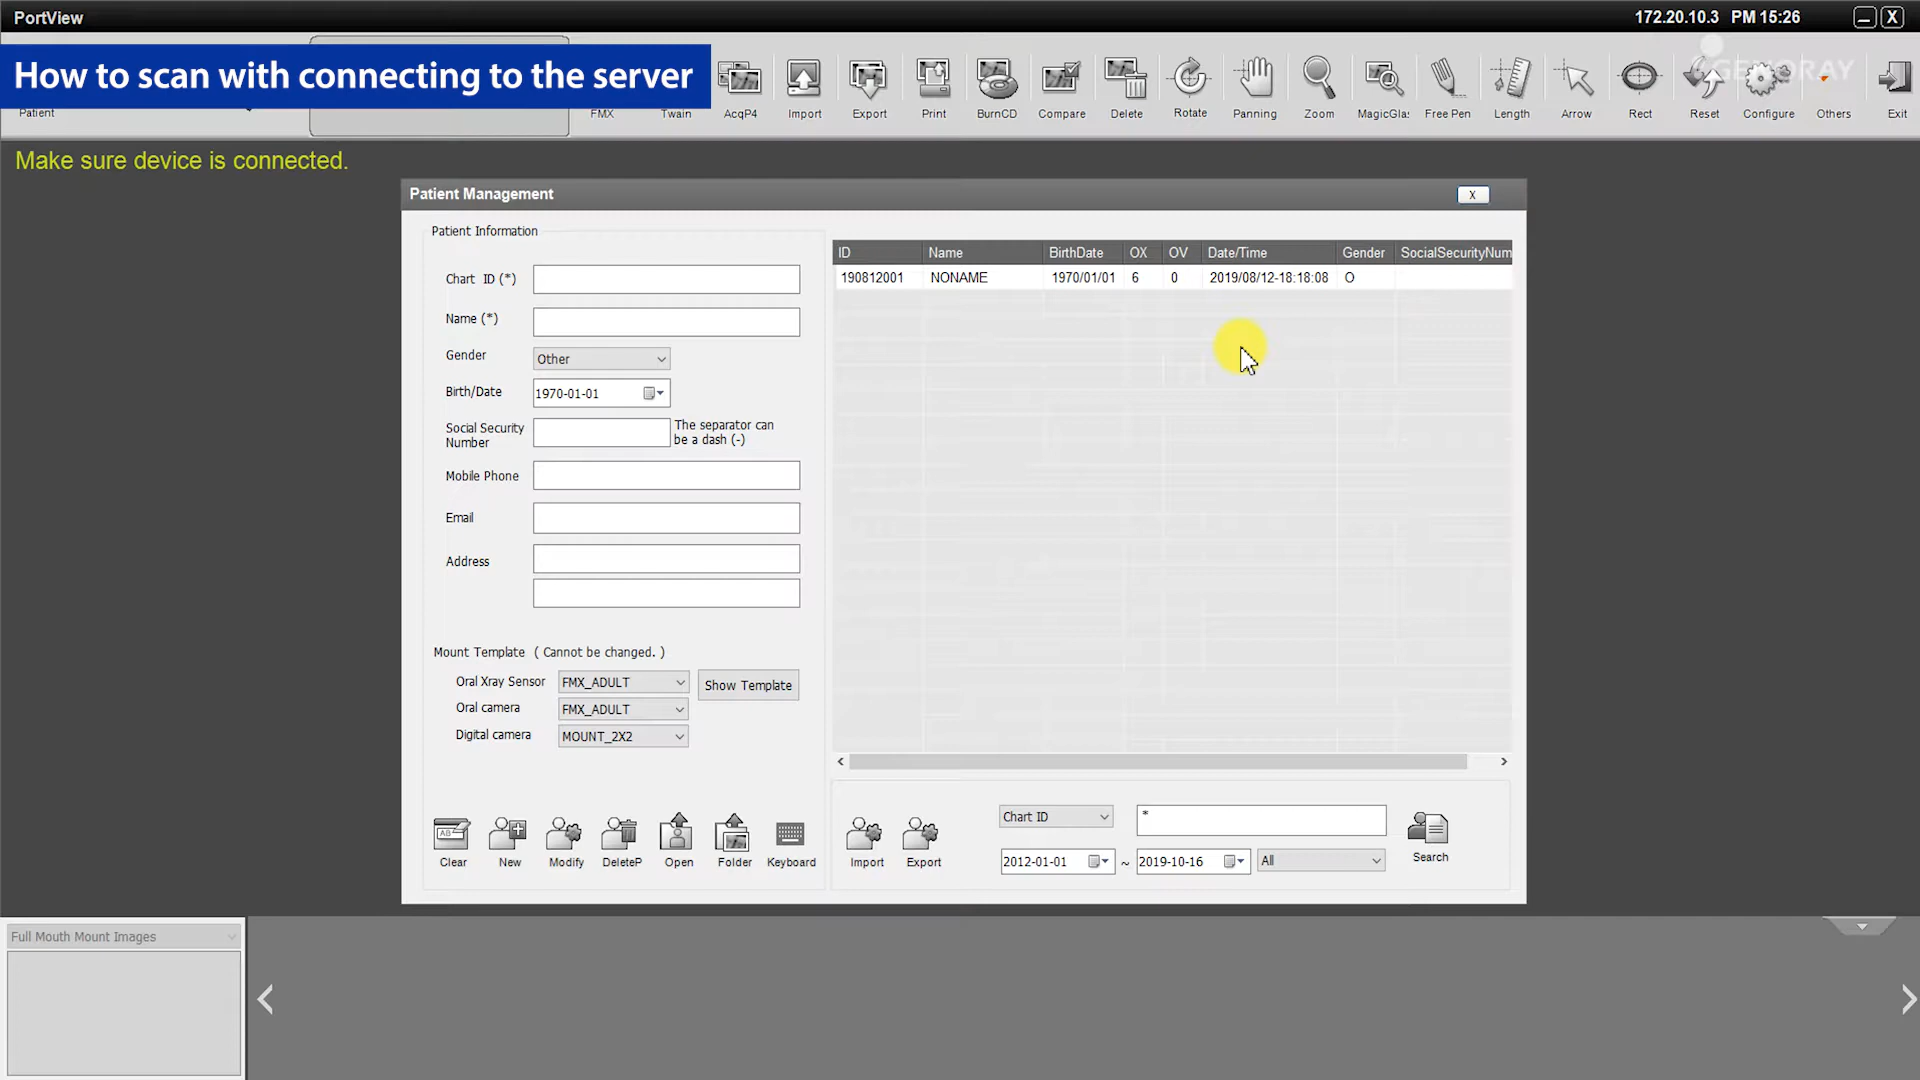 PortView
172.20.10.3 PM 15:26
How to scan with connecting to the server
Patient
FMX
Twain
AcqP4
Import
Export
Print
BurnCD
Compare
Delete
Rotate
Panning
Zoom
MagicGlas
Free Pen
Length
Arrow
Rect
Reset
Configure
Others
Exit
GENORAY
Make sure device is connected.
Patient Management
X
Patient Information
Chart ID (*)
Name (*)
Gender
Other
Birth/Date
1970-01-01
Social Security
Number
The separator can
be a dash (-)
Mobile Phone
Email
Address
Mount Template ( Cannot be changed. )
Oral Xray Sensor
FMX_ADULT
Show Template
Oral camera
FMX_ADULT
Digital camera
MOUNT_2X2
Clear
New
Modify
DeleteP
Open
Folder
Keyboard
ID Name BirthDate OX OV Date/Time Gender SocialSecurityNum
190812001 NONAME 1970/01/01 6 0 2019/08/12-18:18:08 O
Import
Export
Chart ID
*
2012-01-01 ~ 2019-10-16
All
Search
Full Mouth Mount Images